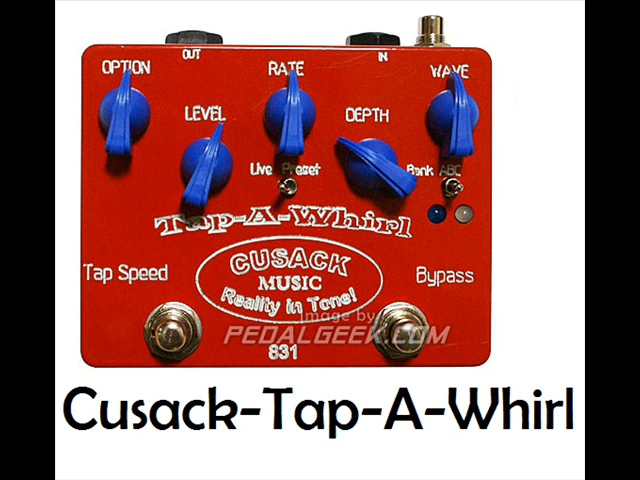 OUT
IN
OPTION
RATE
WAVE
LEVEL
DEPTH
Live Preset
Bank ABC
Tap-A-Whirl
Tap Speed
CUSACK
MUSIC
Reality in Tone!
Bypass
Image by
PEDALGEEK.COM
831
Cusack-Tap-A-Whirl